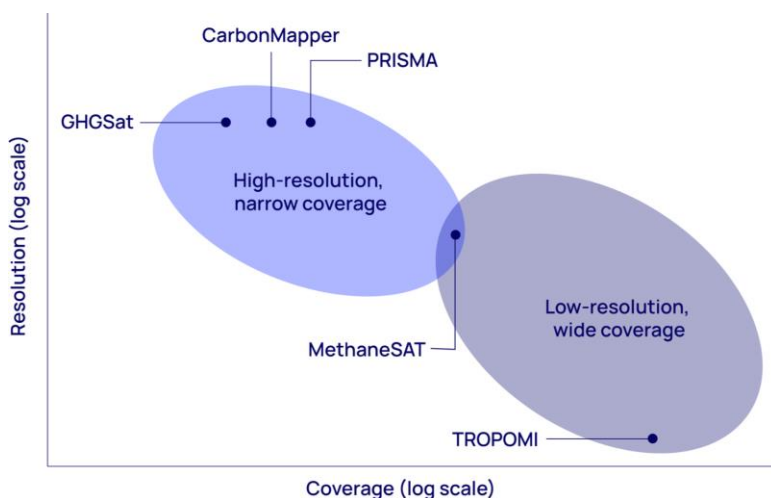 CarbonMapper
PRISMA
GHGSat
High-resolution,
narrow coverage
Low-resolution,
wide coverage
MethaneSAT
TROPOMI
Resolution (log scale)
Coverage (log scale)